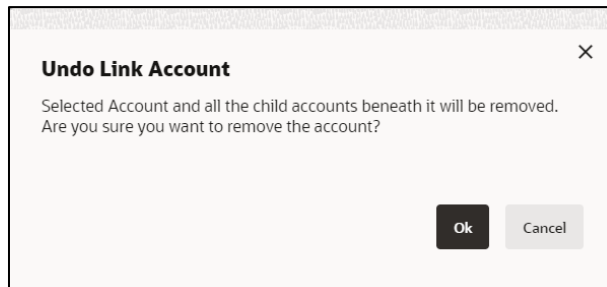 Undo Link Account
Selected Account and all the child accounts beneath it will be removed.
Are you sure you want to remove the account?
Ok
Cancel